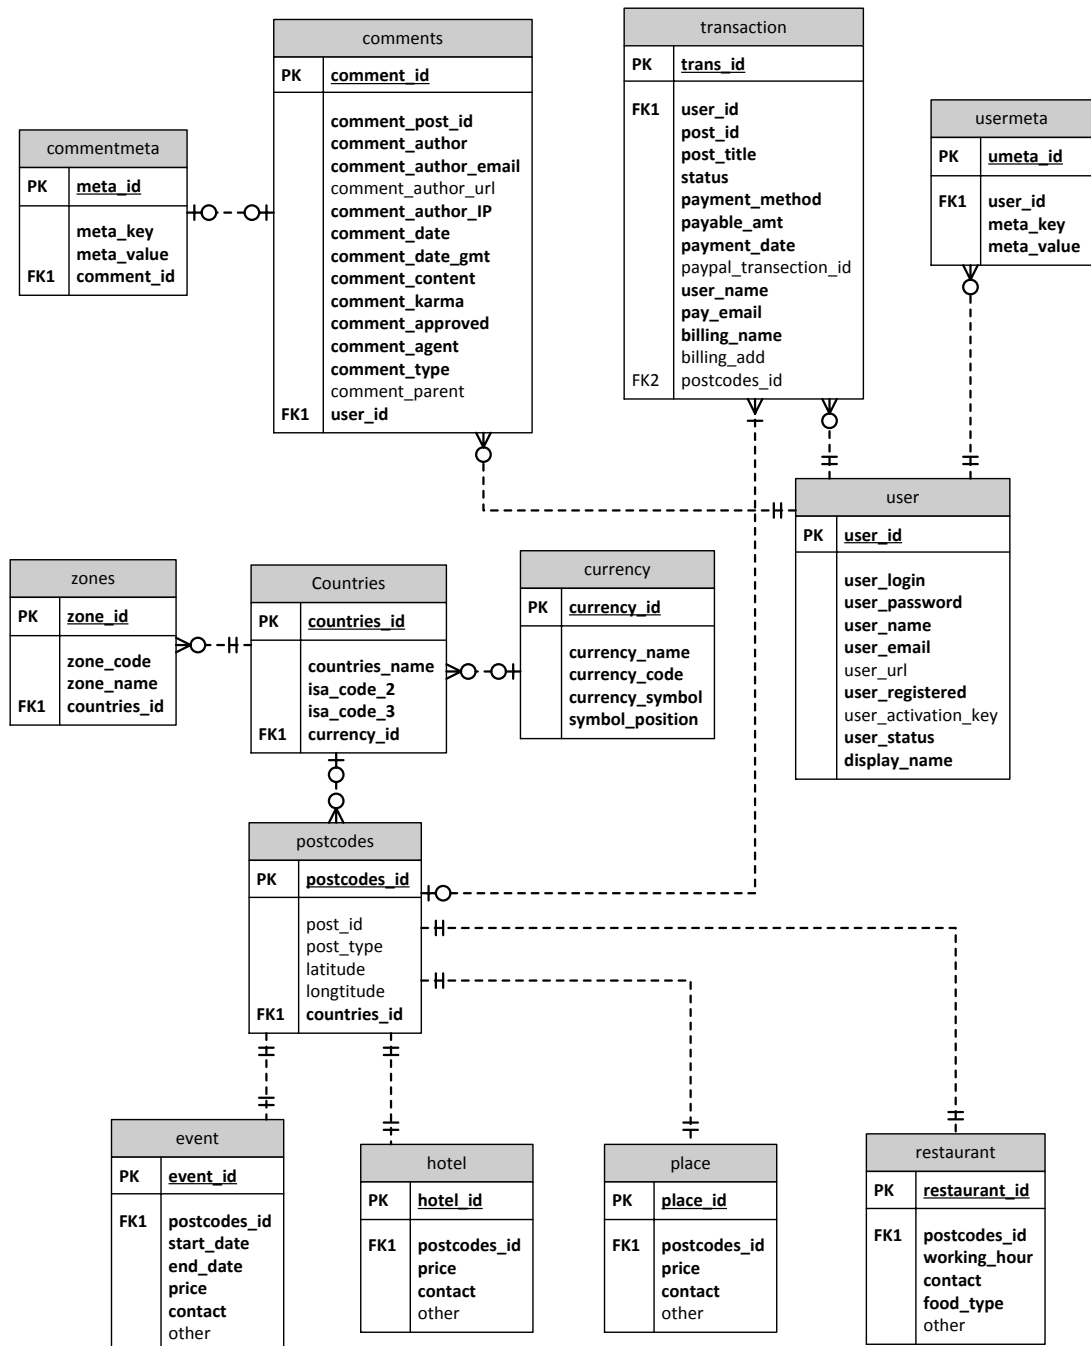 comments
PK comment_id
comment_post_id
comment_author
comment_author_email
comment_author_url
comment_author_IP
comment_date
comment_date_gmt
comment_content
comment_karma
comment_approved
comment_agent
comment_type
comment_parent
FK1 user_id
transaction
PK trans_id
FK1 user_id
post_id
post_title
status
payment_method
payable_amt
payment_date
paypal_transection_id
user_name
pay_email
billing_name
billing_add
FK2 postcodes_id
usermeta
PK umeta_id
FK1 user_id
meta_key
meta_value
commentmeta
PK meta_id
meta_key
meta_value
FK1 comment_id
user
PK user_id
user_login
user_password
user_name
user_email
user_url
user_registered
user_activation_key
user_status
display_name
zones
PK zone_id
zone_code
zone_name
FK1 countries_id
Countries
PK countries_id
countries_name
isa_code_2
isa_code_3
FK1 currency_id
currency
PK currency_id
currency_name
currency_code
currency_symbol
symbol_position
postcodes
PK postcodes_id
post_id
post_type
latitude
longtitude
FK1 countries_id
event
PK event_id
FK1 postcodes_id
start_date
end_date
price
contact
other
hotel
PK hotel_id
FK1 postcodes_id
price
contact
other
place
PK place_id
FK1 postcodes_id
price
contact
other
restaurant
PK restaurant_id
FK1 postcodes_id
working_hour
contact
food_type
other